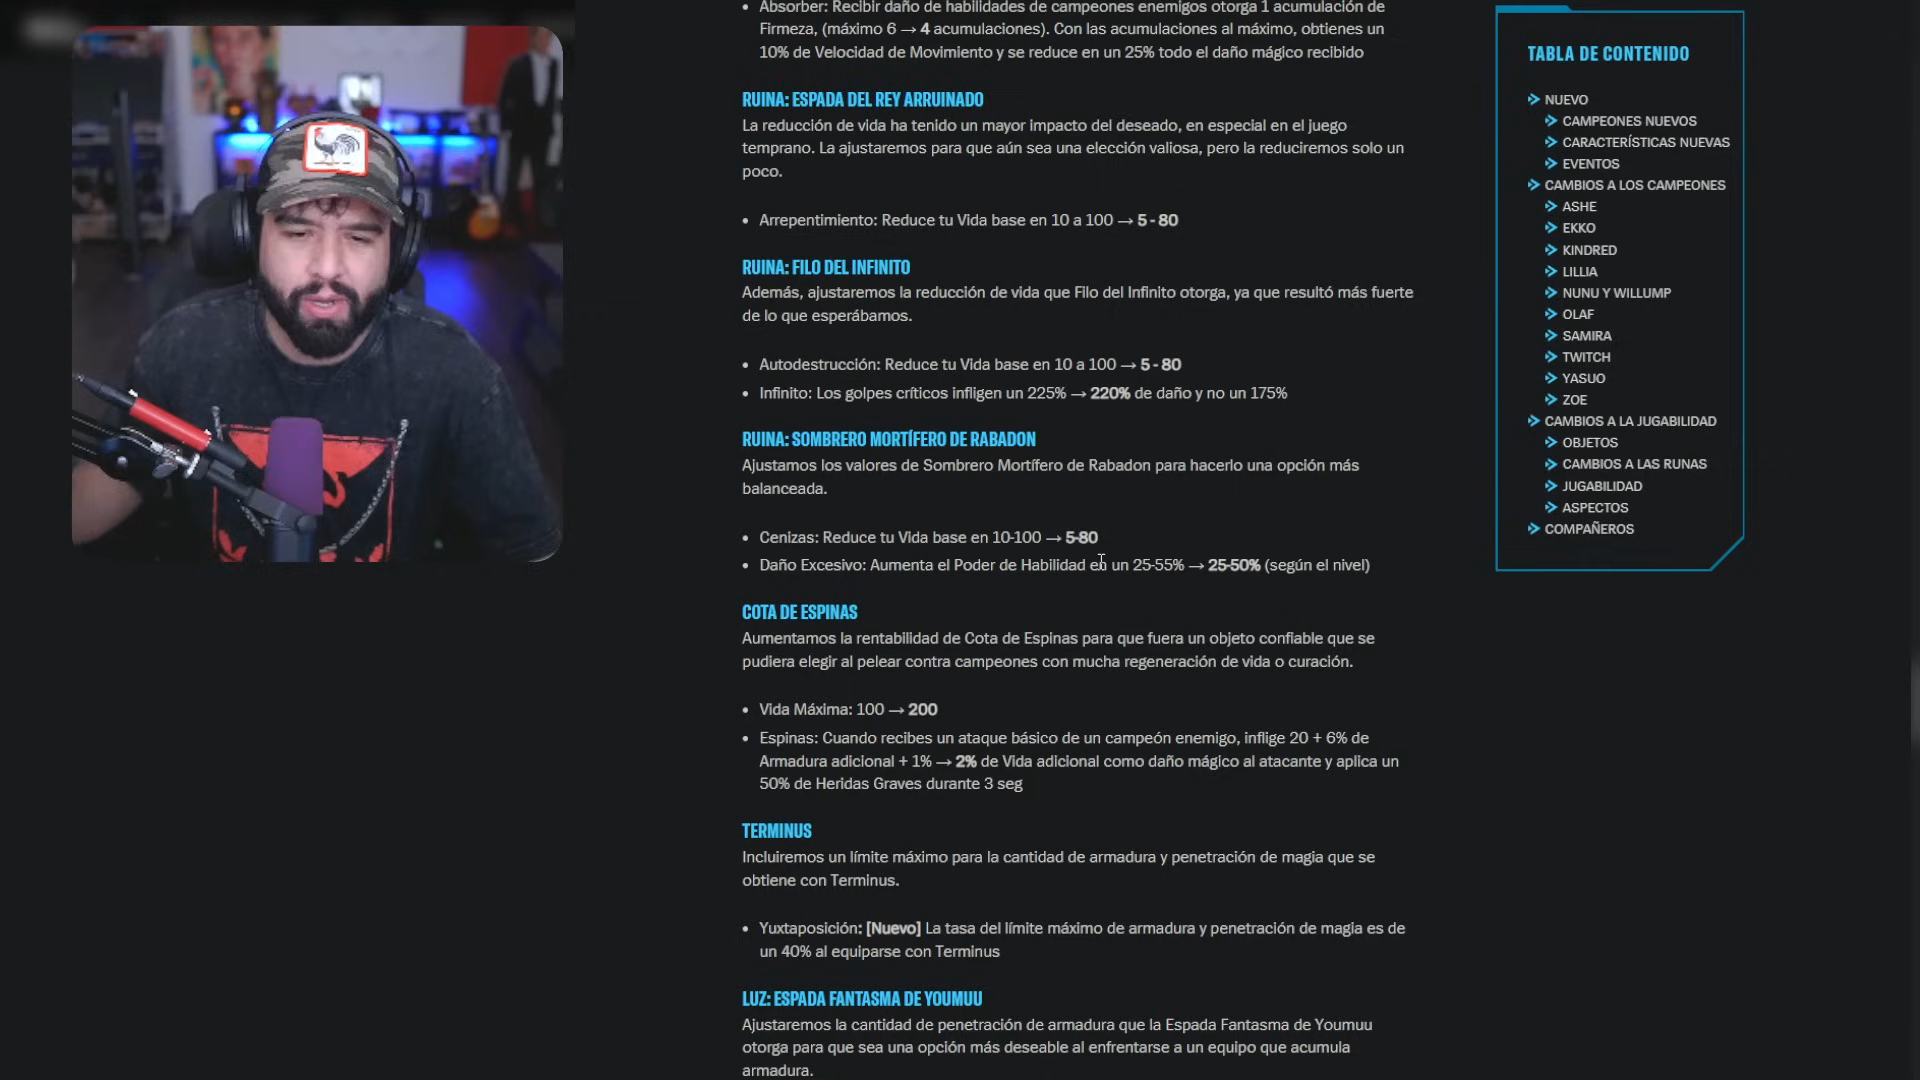 Absorber: Recibir daño de habilidades de campeones enemigos otorga 1 acumulación de
Firmeza, (máximo 6 → 4 acumulaciones). Con las acumulaciones al máximo, obtienes un
10% de Velocidad de Movimiento y se reduce en un 25% todo el daño mágico recibido
RUINA: ESPADA DEL REY ARRUINADO
La reducción de vida ha tenido un mayor impacto del deseado, en especial en el juego
temprano. La ajustaremos para que aún sea una elección valiosa, pero la reduciremos solo un
poco.
Arrepentimiento: Reduce tu Vida base en 10 a 100 → 5 - 80
RUINA: FILO DEL INFINITO
Además, ajustaremos la reducción de vida que Filo del Infinito otorga, ya que resultó más fuerte
de lo que esperábamos.
Autodestrucción: Reduce tu Vida base en 10 a 100 → 5 - 80
Infinito: Los golpes críticos infligen un 225% → 220% de daño y no un 175%
RUINA: SOMBRERO MORTÍFERO DE RABADON
Ajustamos los valores de Sombrero Mortífero de Rabadon para hacerlo una opción más
balanceada.
Cenizas: Reduce tu Vida base en 10-100 → 5-80
Daño Excesivo: Aumenta el Poder de Habilidad en un 25-55% → 25-50% (según el nivel)
COTA DE ESPINAS
Aumentamos la rentabilidad de Cota de Espinas para que fuera un objeto confiable que se
pudiera elegir al pelear contra campeones con mucha regeneración de vida o curación.
Vida Máxima: 100 → 200
Espinas: Cuando recibes un ataque básico de un campeón enemigo, inflige 20 + 6% de
Armadura adicional + 1% → 2% de Vida adicional como daño mágico al atacante y aplica un
50% de Heridas Graves durante 3 seg
TERMINUS
Incluiremos un límite máximo para la cantidad de armadura y penetración de magia que se
obtiene con Terminus.
Yuxtaposición: [Nuevo] La tasa del límite máximo de armadura y penetración de magia es de
un 40% al equiparse con Terminus
LUZ: ESPADA FANTASMA DE YOUMUU
Ajustaremos la cantidad de penetración de armadura que la Espada Fantasma de Youmuu
otorga para que sea una opción más deseable al enfrentarse a un equipo que acumula
armadura.
TABLA DE CONTENIDO
NUEVO
CAMPEONES NUEVOS
CARACTERÍSTICAS NUEVAS
EVENTOS
CAMBIOS A LOS CAMPEONES
ASHE
EKKO
KINDRED
LILLIA
NUNU Y WILLUMP
OLAF
SAMIRA
TWITCH
YASUO
ZOE
CAMBIOS A LA JUGABILIDAD
OBJETOS
CAMBIOS A LAS RUNAS
JUGABILIDAD
ASPECTOS
COMPAÑEROS